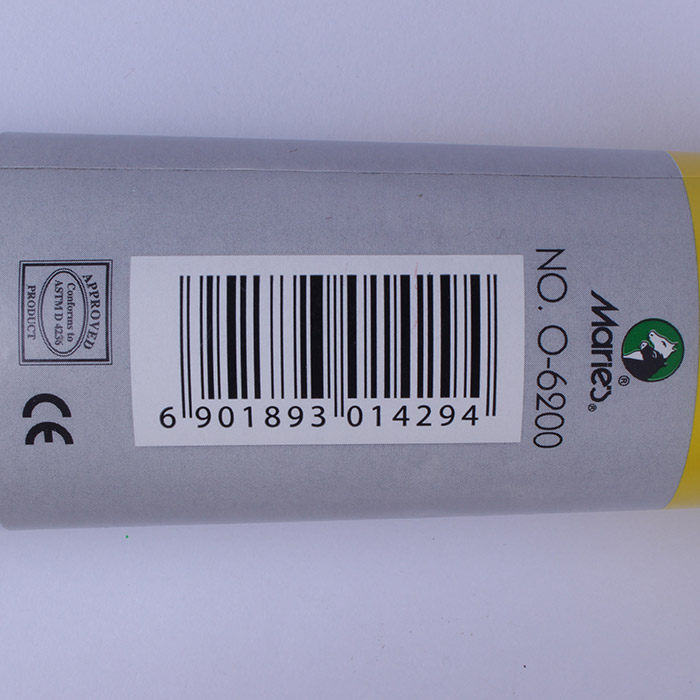 Marie's®
®
NO. O-6200
6 901893 014294
APPROVED
Conforms to
ASTM D 4236
PRODUCT
CE